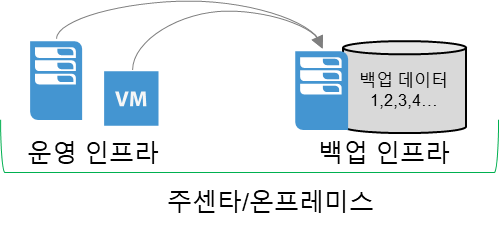 VM
백업 데이터
1,2,3,4...
운영 인프라
백업 인프라
주센타/온프레미스